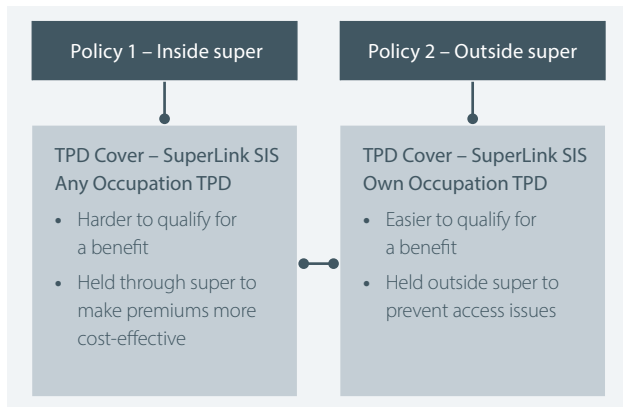 Policy 1 – Inside super
TPD Cover – SuperLink SIS
Any Occupation TPD
• Harder to qualify for
a benefit
• Held through super to
make premiums more
cost-effective
Policy 2 – Outside super
TPD Cover – SuperLink SIS
Own Occupation TPD
• Easier to qualify for
a benefit
• Held outside super to
prevent access issues